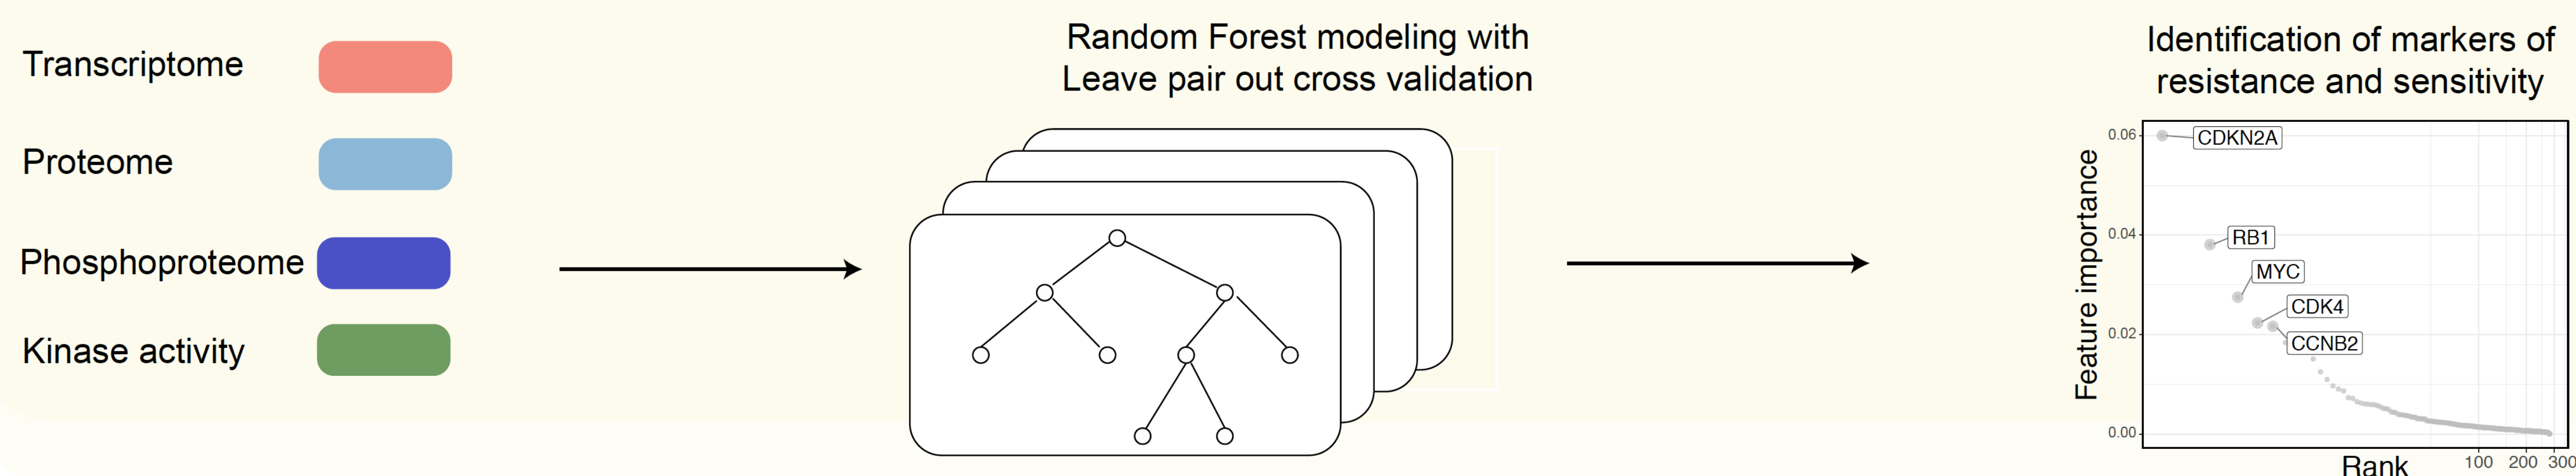 Transcriptome
Proteome
Phosphoproteome
Kinase activity
Random Forest modeling with
Leave pair out cross validation
Identification of markers of
resistance and sensitivity
Feature importance
0.06
0.04
0.02
0.00
CDKN2A
RB1
MYC
CDK4
CCNB2
100 200 300
Rank